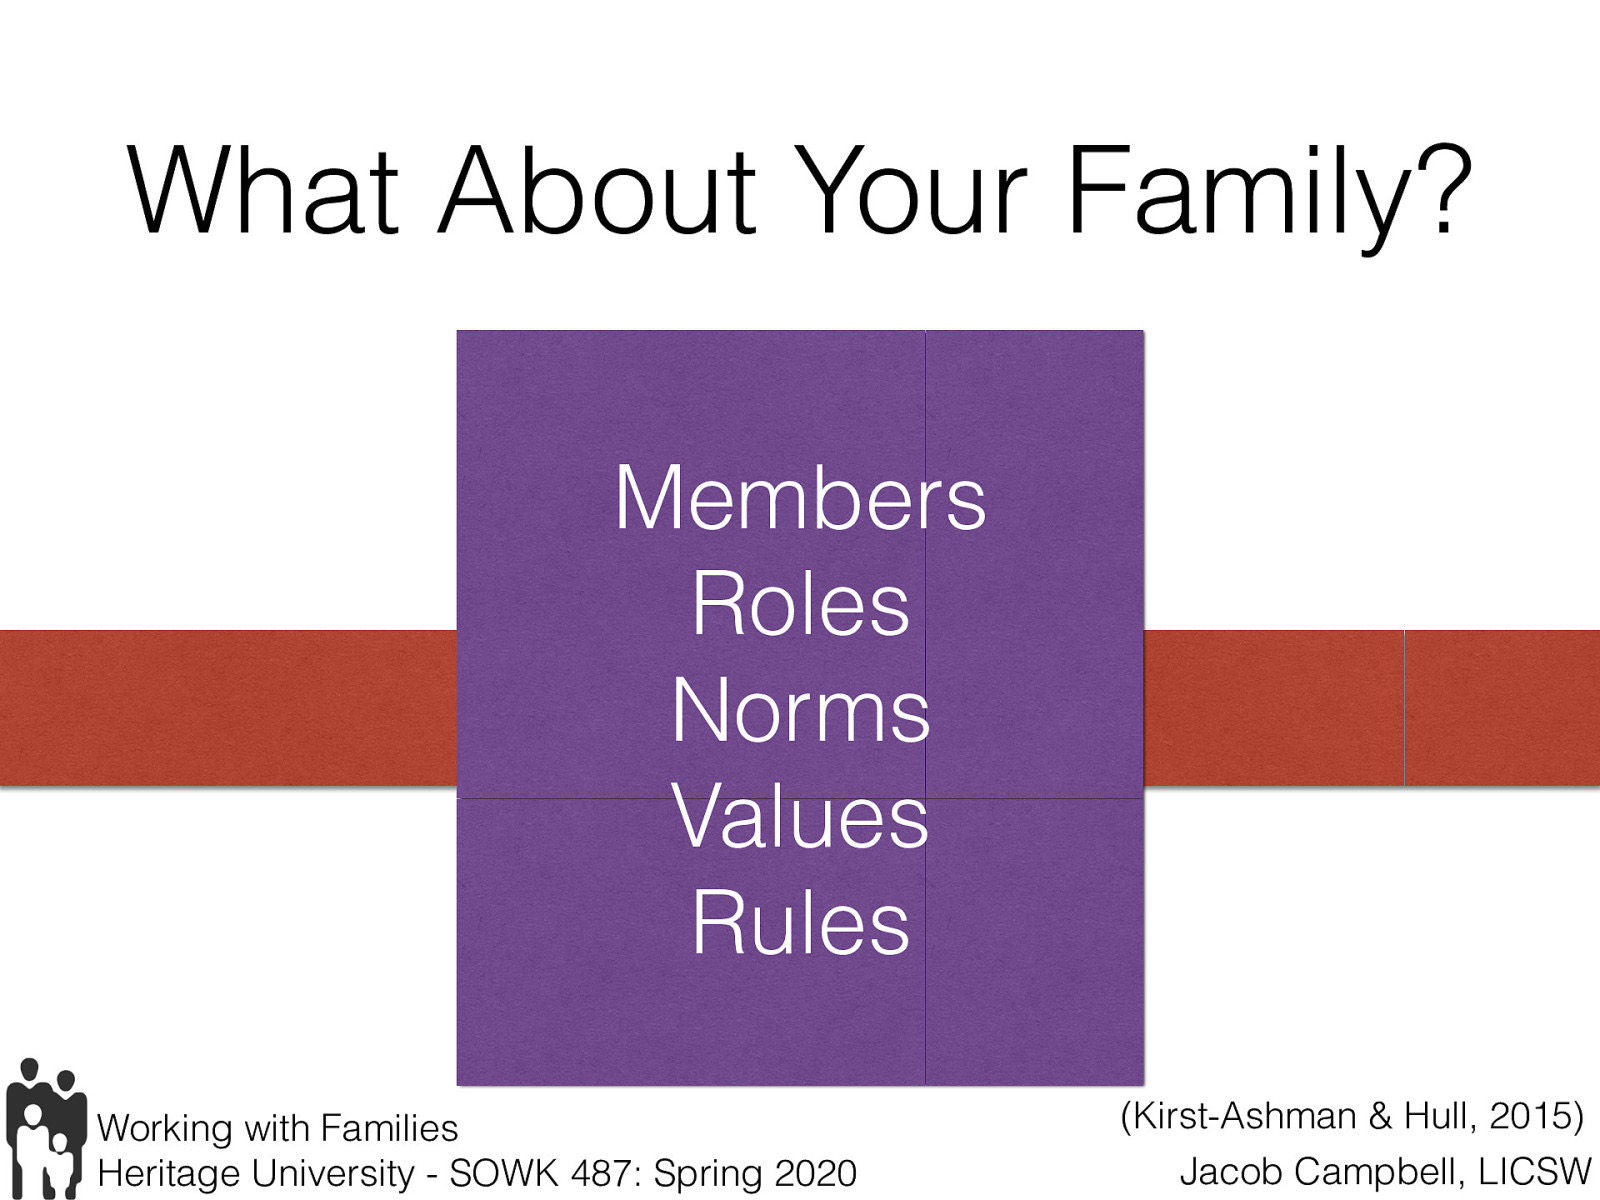 What About Your Family?
Members
Roles
Norms
Values
Rules
Working with Families
Heritage University - SOWK 487: Spring 2020
(Kirst-Ashman & Hull, 2015)
Jacob Campbell, LICSW